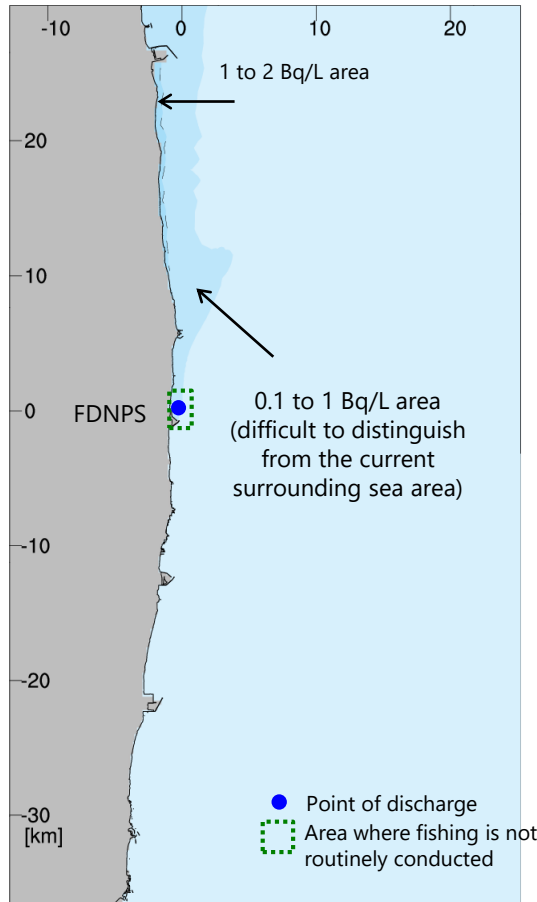 -10 0 10 20
1 to 2 Bq/L area
20
10
0.1 to 1 Bq/L area
(difficult to distinguish
from the current
surrounding sea area)
FDNPS
0
-10
-20
-30
[km]
Point of discharge
Area where fishing is not
routinely conducted